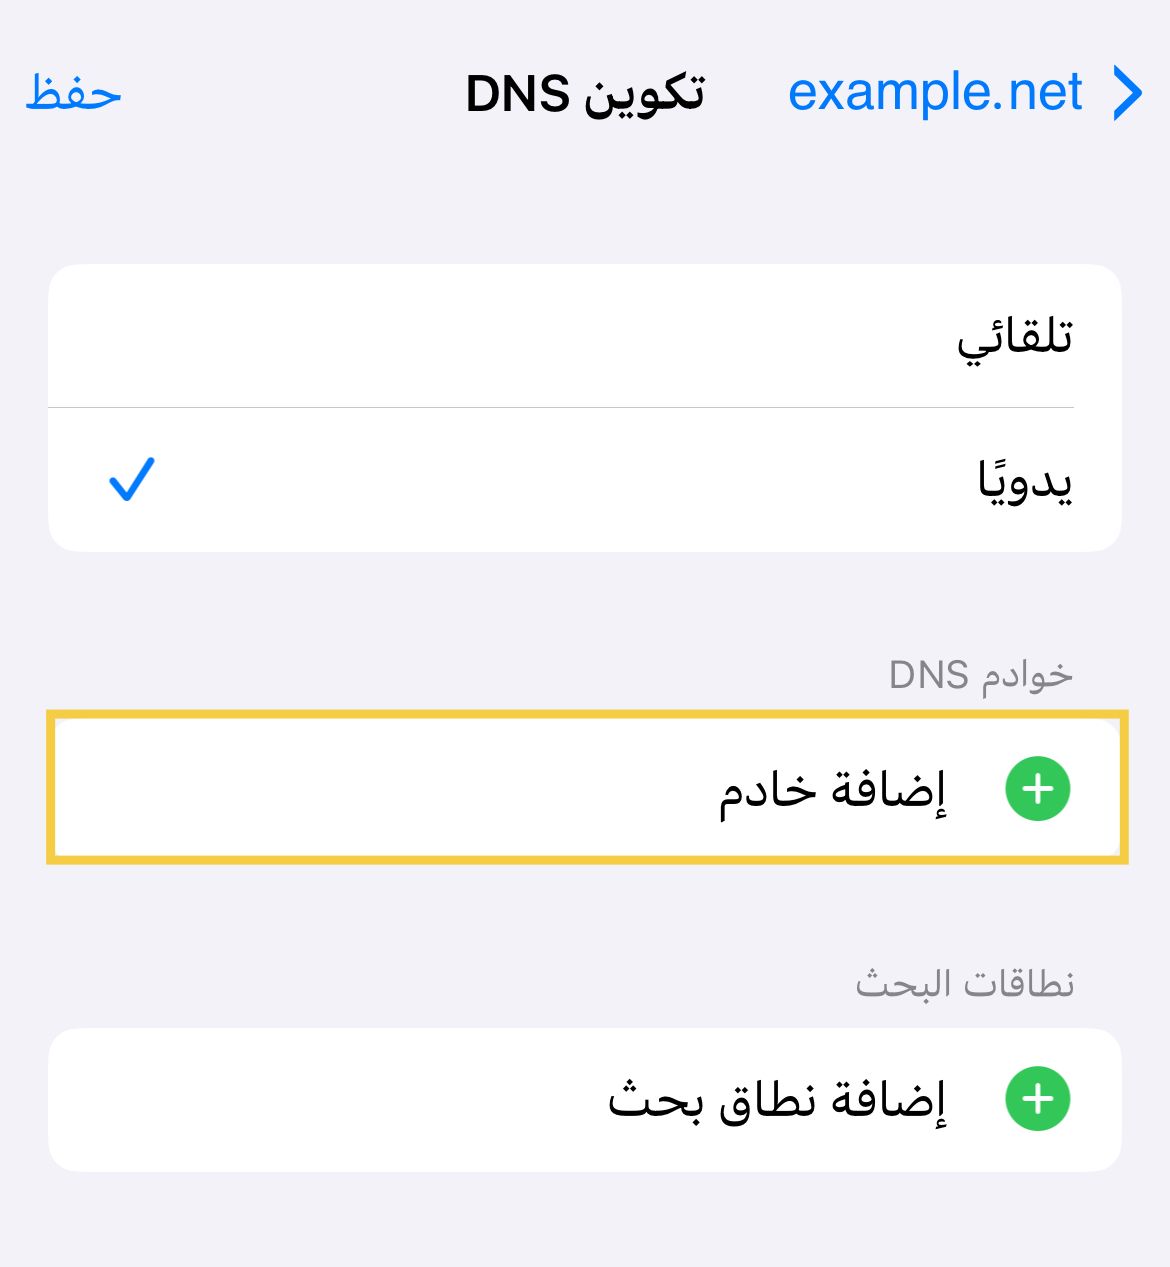 example.net
تكوين DNS
حفظ
تلقائي
يدويًا
خوادم DNS
إضافة خادم
نطاقات البحث
إضافة نطاق بحث